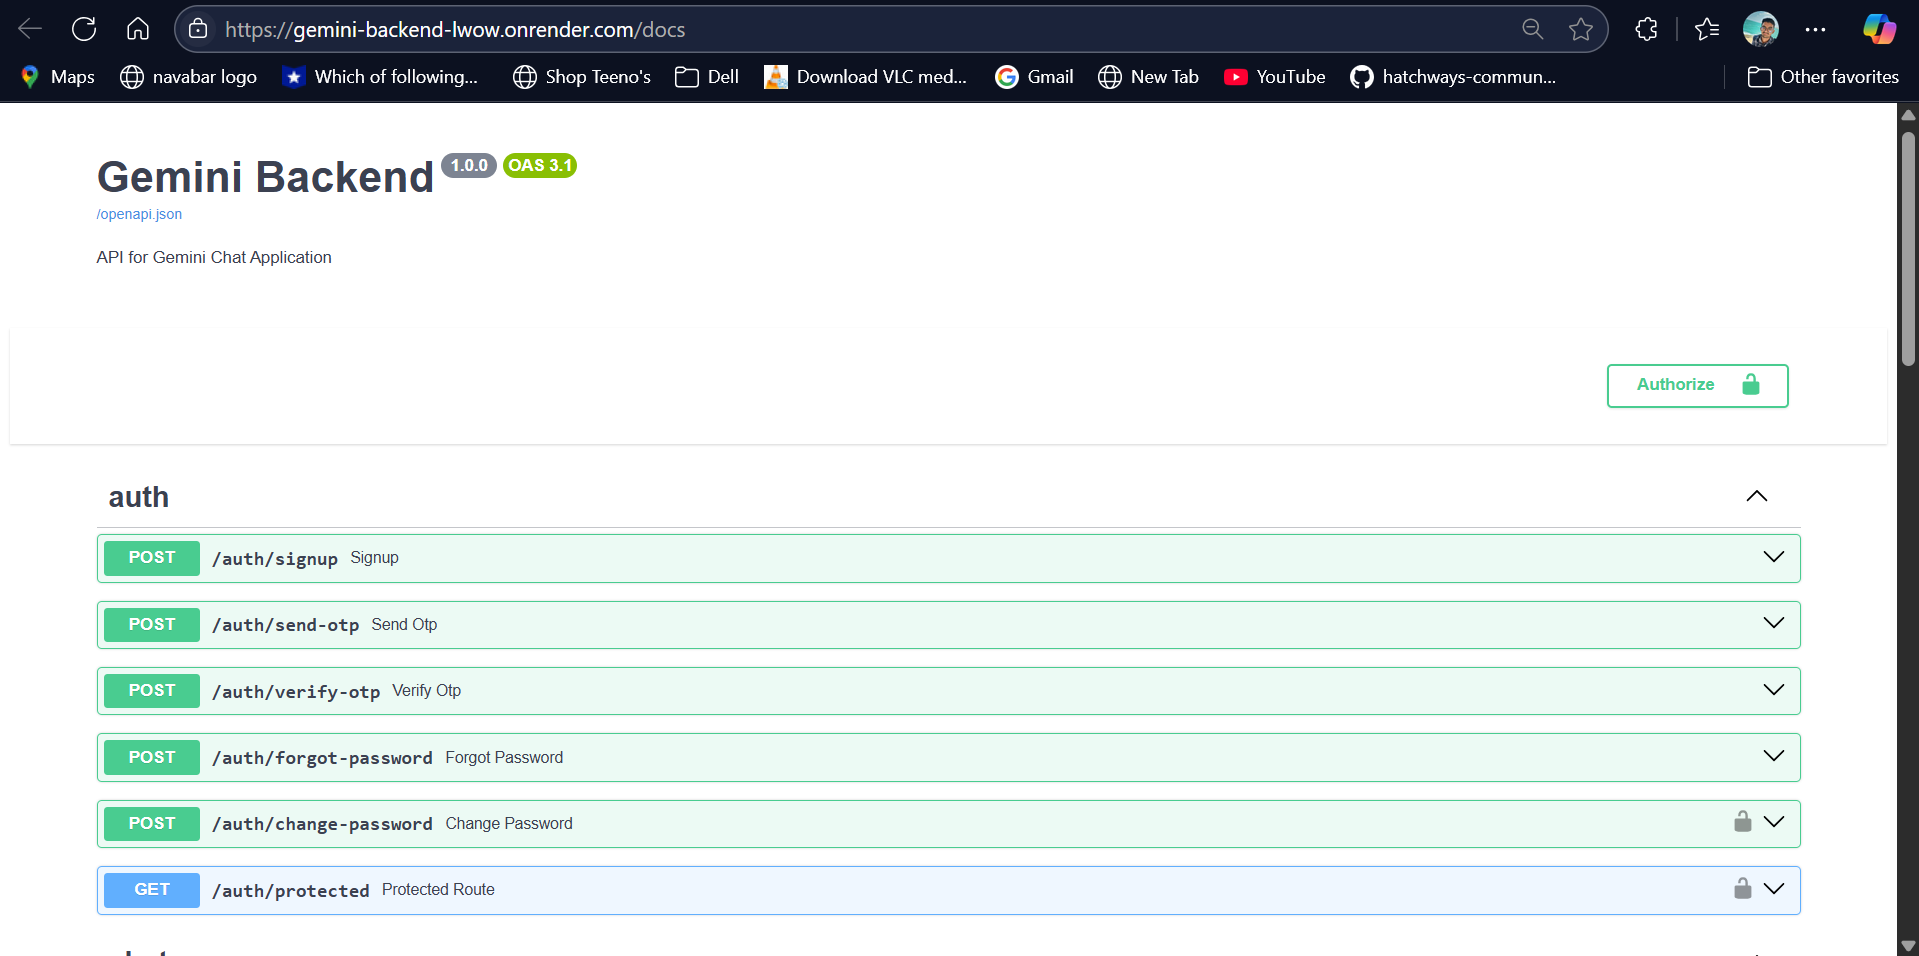 https://gemini-backend-lwow.onrender.com/docs
Maps navabar logo Which of following... Shop Teeno's Dell Download VLC med... Gmail New Tab YouTube hatchways-commun... Other favorites
Gemini Backend 1.0.0 OAS 3.1
/openapi.json
API for Gemini Chat Application
Authorize
auth
POST /auth/signup Signup
POST /auth/send-otp Send Otp
POST /auth/verify-otp Verify Otp
POST /auth/forgot-password Forgot Password
POST /auth/change-password Change Password
GET /auth/protected Protected Route